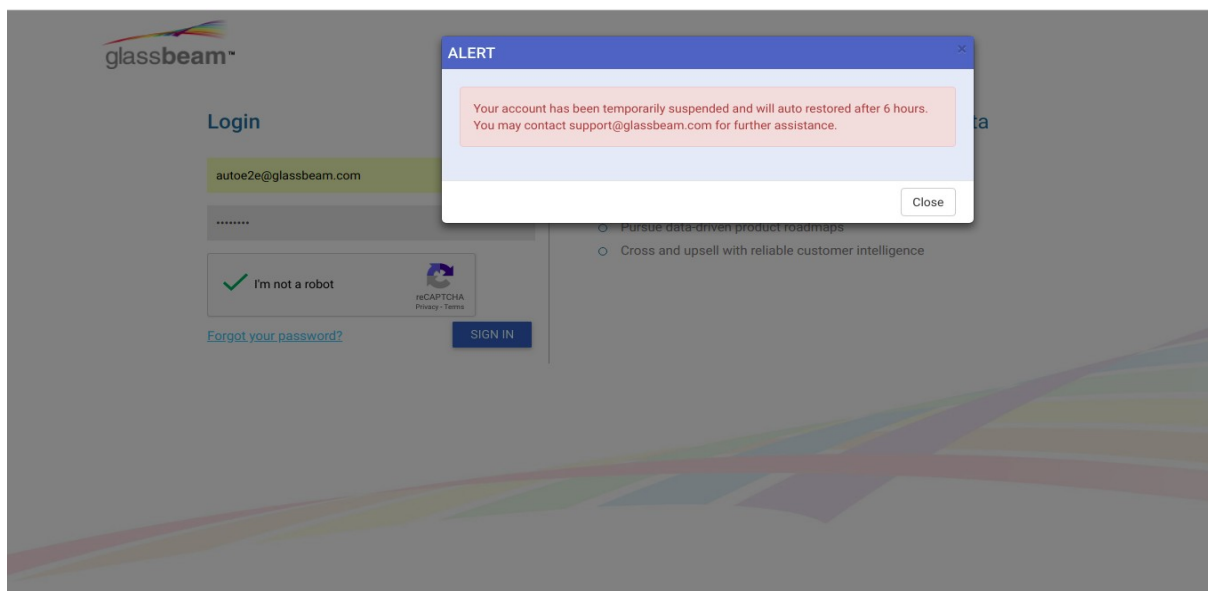 glassbeam™
ALERT
×
Your account has been temporarily suspended and will auto restored after 6 hours.
You may contact support@glassbeam.com for further assistance.
Close
Login
ta
autoe2e@glassbeam.com
••••••••
Pursue data-driven product roadmaps
Cross and upsell with reliable customer intelligence
I'm not a robot
reCAPTCHA
Privacy - Terms
Forgot your password?
SIGN IN